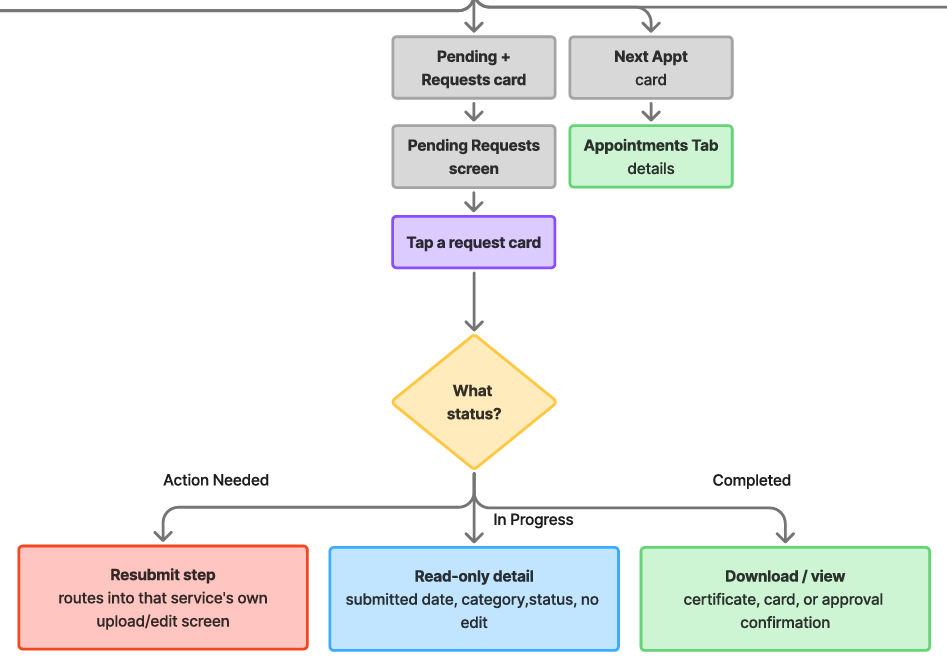 Pending +
Requests card
Next Appt
card
Pending Requests
screen
Appointments Tab
details
Tap a request card
What
status?
Action Needed
Completed
In Progress
Resubmit step
routes into that service's own
upload/edit screen
Read-only detail
submitted date, category,status, no
edit
Download / view
certificate, card, or approval
confirmation